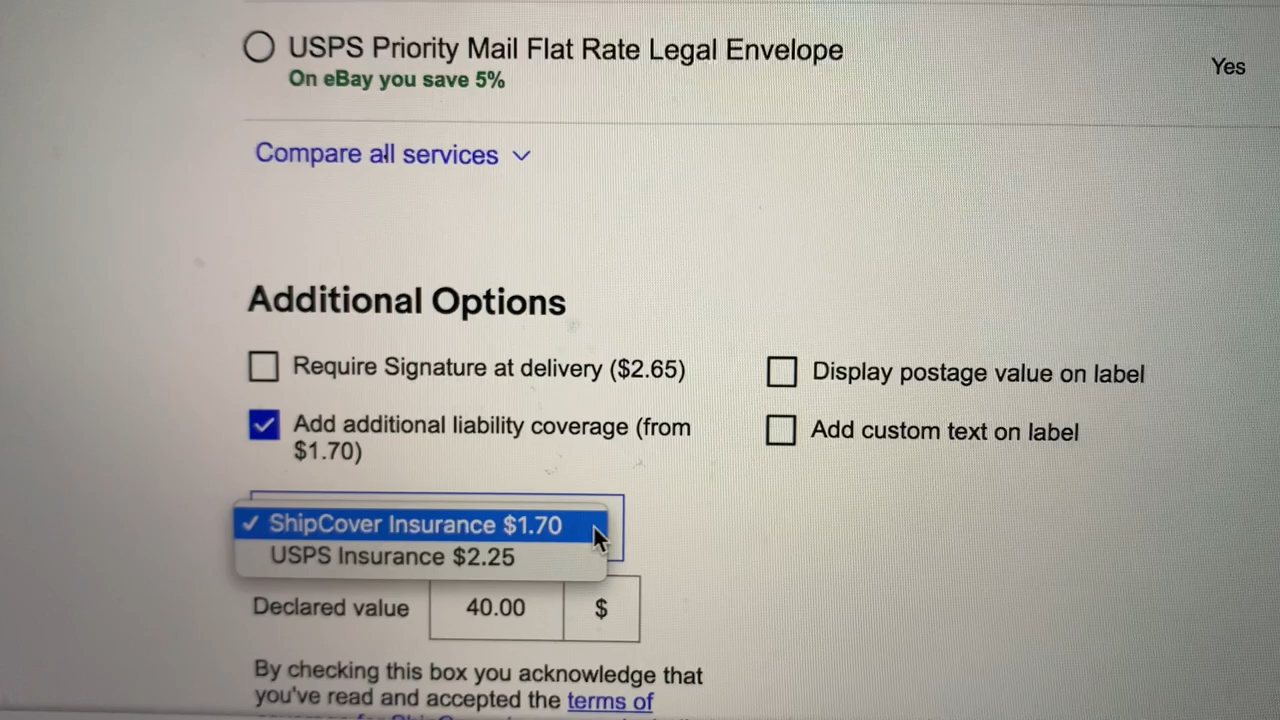 USPS Priority Mail Flat Rate Legal Envelope
On eBay you save 5%
Yes
Compare all services
Additional Options
Require Signature at delivery ($2.65)
Display postage value on label
Add additional liability coverage (from
$1.70)
Add custom text on label
✓ ShipCover Insurance $1.70
USPS Insurance $2.25
Declared value 40.00 $
By checking this box you acknowledge that
you've read and accepted the terms of